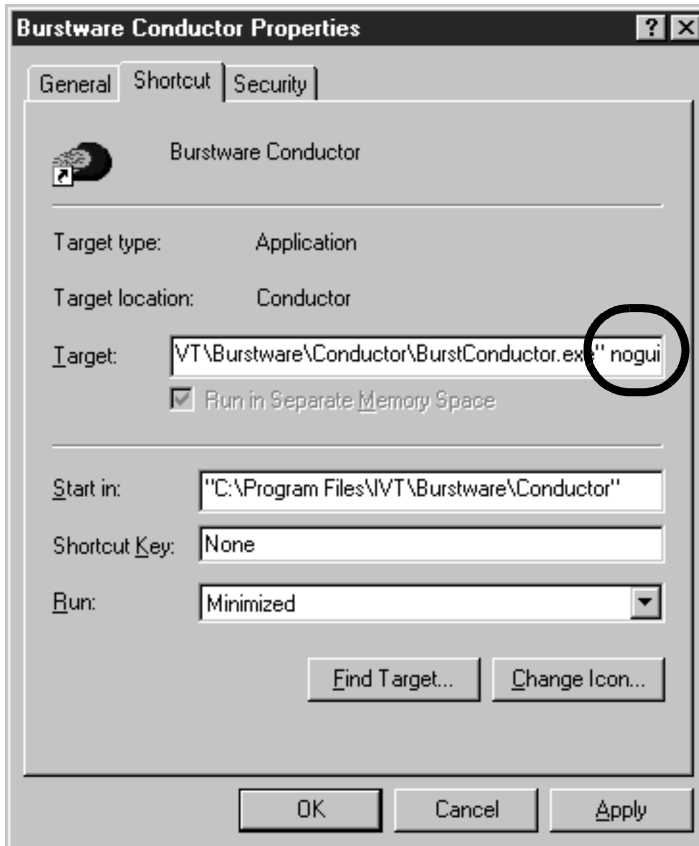 Burstware Conductor Properties
General Shortcut Security
Burstware Conductor
Target type: Application
Target location: Conductor
Target: VT\Burstware\Conductor\BurstConductor.exe" nogui
Run in Separate Memory Space
Start in: "C:\Program Files\IVT\Burstware\Conductor"
Shortcut Key: None
Run: Minimized
Find Target... Change Icon...
OK Cancel Apply